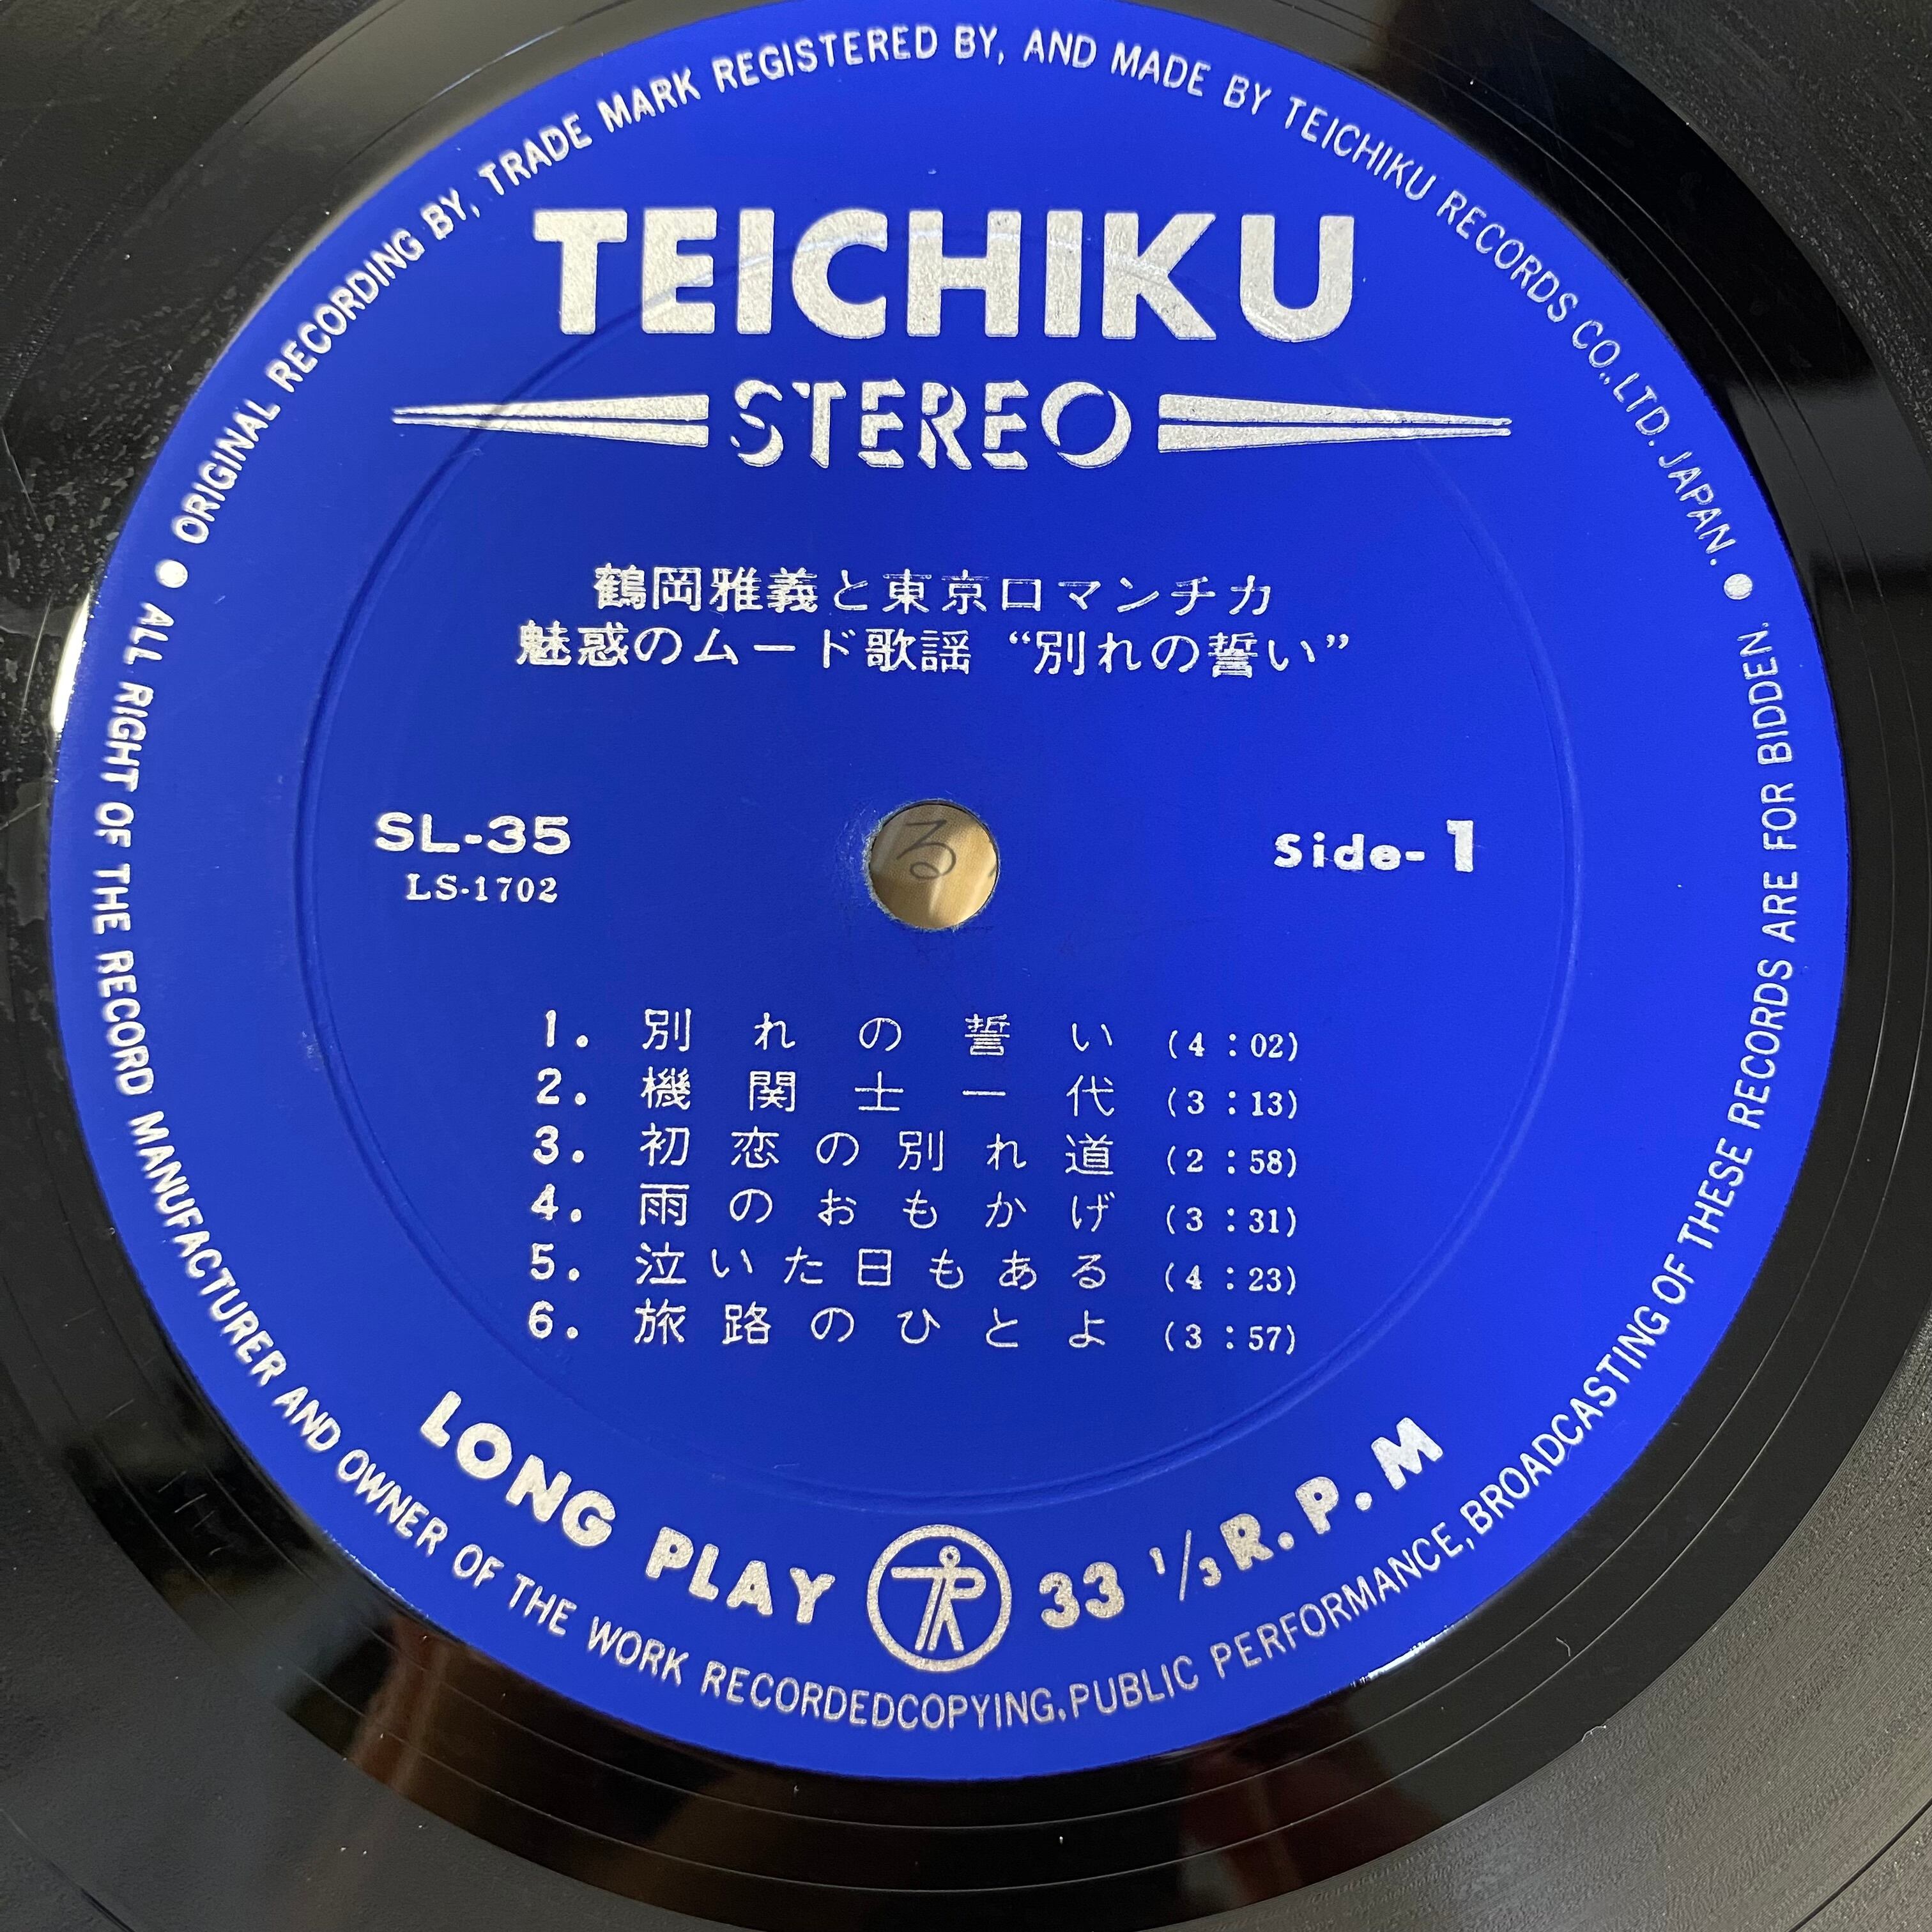 ORIGINAL RECORDING BY, TRADE MARK REGISTERED BY, AND MADE BY TEICHIKU RECORDS CO., LTD. JAPAN.
TEICHIKU
STEREO
鶴岡雅義と東京ロマンチカ
魅惑のムード歌謡 “別れの誓い”
SL-35
LS-1702
る
Side-1
1. 別れの誓い (4:02)
2. 機関士一代 (3:13)
3. 初恋の別れ道 (2:58)
4. 雨のおもかげ (3:31)
5. 泣いた日もある (4:23)
6. 旅路のひとよ (3:57)
LONG PLAY 33 1/3 R.P.M
ALL RIGHT OF THE RECORD MANUFACTURER AND OWNER OF THE WORK RECORDEDCOPYING, PUBLIC PERFORMANCE, BROADCASTING OF THESE RECORDS ARE FOR BIDDEN.